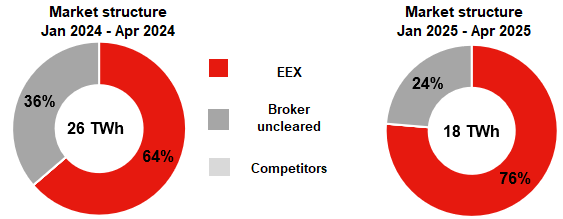 Market structure
Jan 2024 - Apr 2024
36%
26 TWh
64%
EEX
Broker
uncleared
Competitors
Market structure
Jan 2025 - Apr 2025
24%
18 TWh
76%